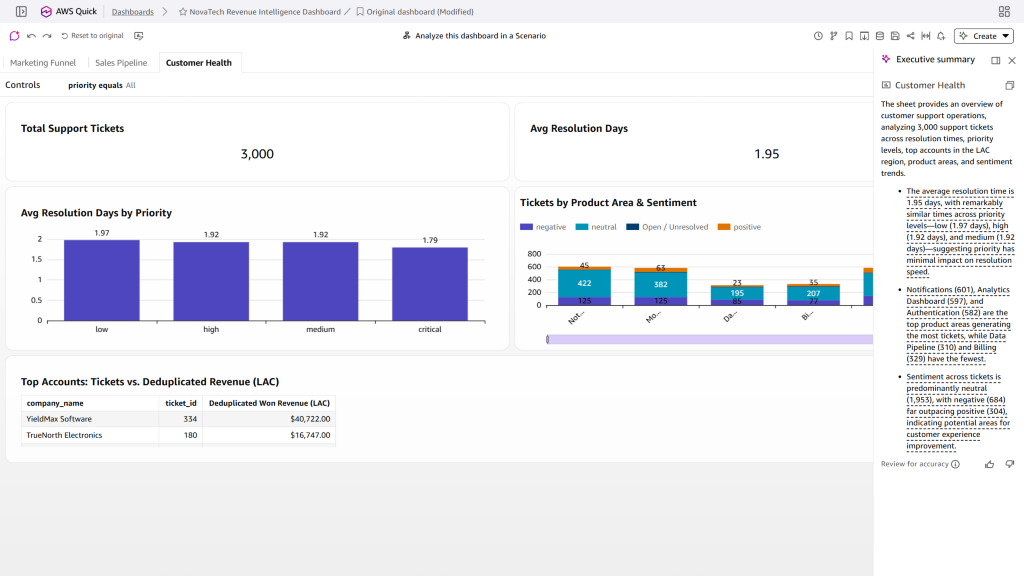 AWS Quick
Dashboards
NovaTech Revenue Intelligence Dashboard
Original dashboard (Modified)
Reset to original
Analyze this dashboard in a Scenario
Create
Marketing Funnel
Sales Pipeline
Customer Health
Controls
priority equals All
Total Support Tickets
3,000
Avg Resolution Days
1.95
Avg Resolution Days by Priority
2
1.5
1
0.5
0
1.97
1.92
1.92
1.79
low
high
medium
critical
Tickets by Product Area & Sentiment
negative
neutral
Open / Unresolved
positive
800
600
400
200
0
45
422
125
63
382
125
23
195
85
35
207
77
Not...
Mo...
Da...
Bi...
Top Accounts: Tickets vs. Deduplicated Revenue (LAC)
company_name ticket_id Deduplicated Won Revenue (LAC)
YieldMax Software 334 $40,722.00
TrueNorth Electronics 180 $16,747.00
Executive summary
Customer Health
The sheet provides an overview of
customer support operations,
analyzing 3,000 support tickets
across resolution times, priority
levels, top accounts in the LAC
region, product areas, and sentiment
trends.
• The average resolution time is
1.95 days, with remarkably
similar times across priority
levels—low (1.97 days), high
(1.92 days), and medium (1.92
days)—suggesting priority has
minimal impact on resolution
speed.
• Notifications (601), Analytics
Dashboard (597), and
Authentication (582) are the
top product areas generating
the most tickets, while Data
Pipeline (310) and Billing
(329) have the fewest.
• Sentiment across tickets is
predominantly neutral
(1,953), with negative (684)
far outpacing positive (304),
indicating potential areas for
customer experience
improvement.
Review for accuracy